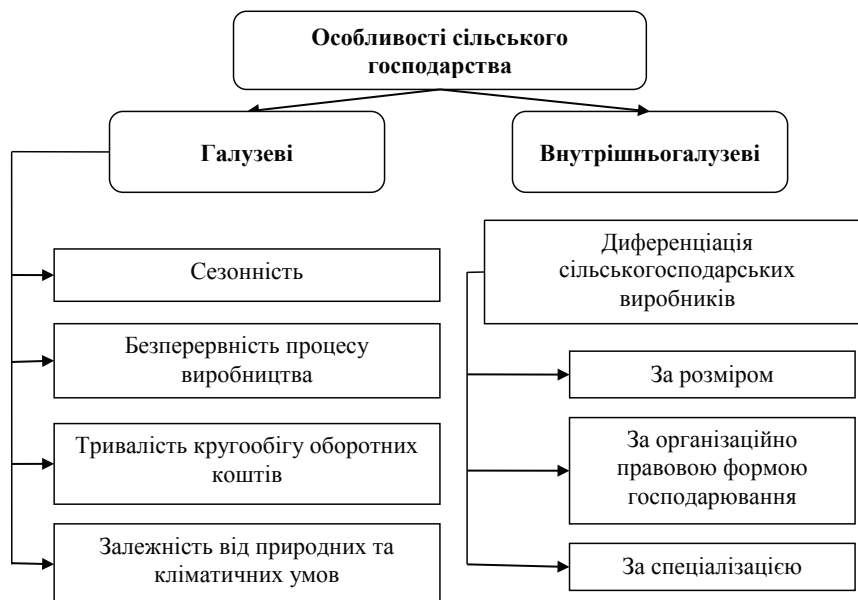 Особливості сільського
господарства
Галузеві
Внутрішньогалузеві
Сезонність
Безперервність процесу
виробництва
Тривалість кругообігу оборотних
коштів
Залежність від природних та
кліматичних умов
Диференціація
сільськогосподарських
виробників
За розміром
За організаційно
правовою формою
господарювання
За спеціалізацією